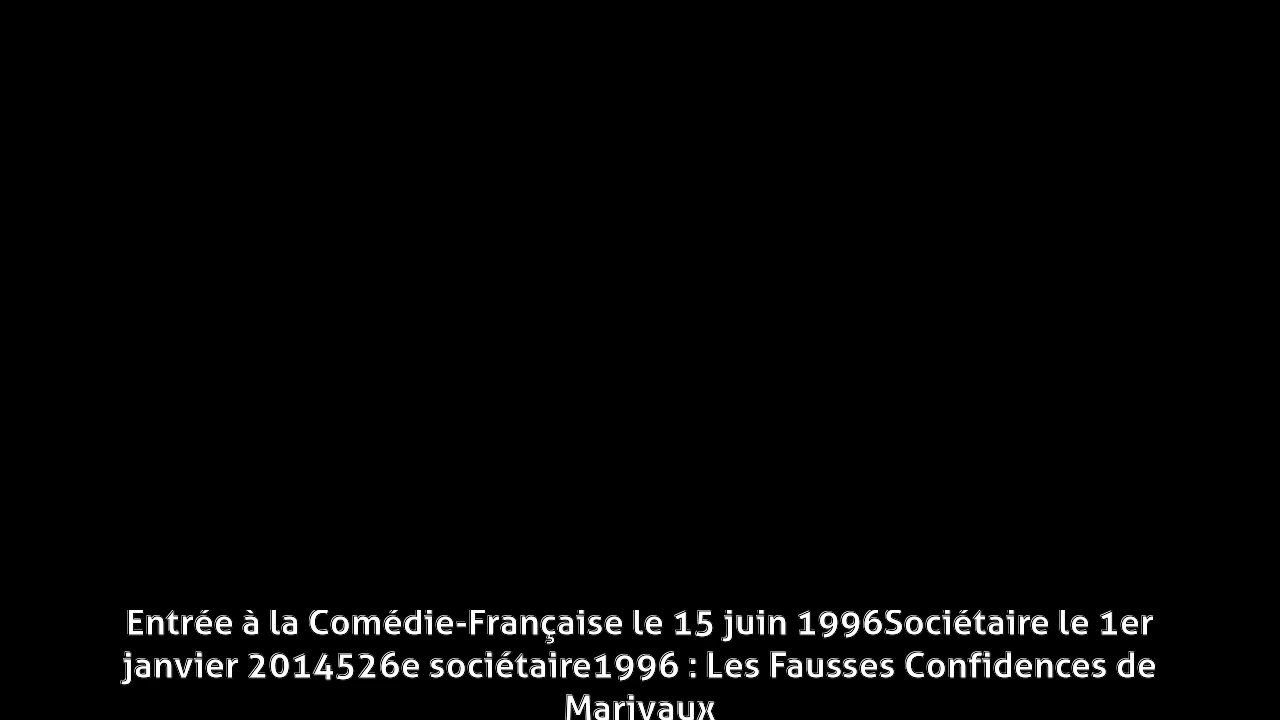 Entrée à la Comédie-Française le 15 juin 1996Sociétaire le 1er
janvier 2014526e sociétaire1996 : Les Fausses Confidences de
Marivaux